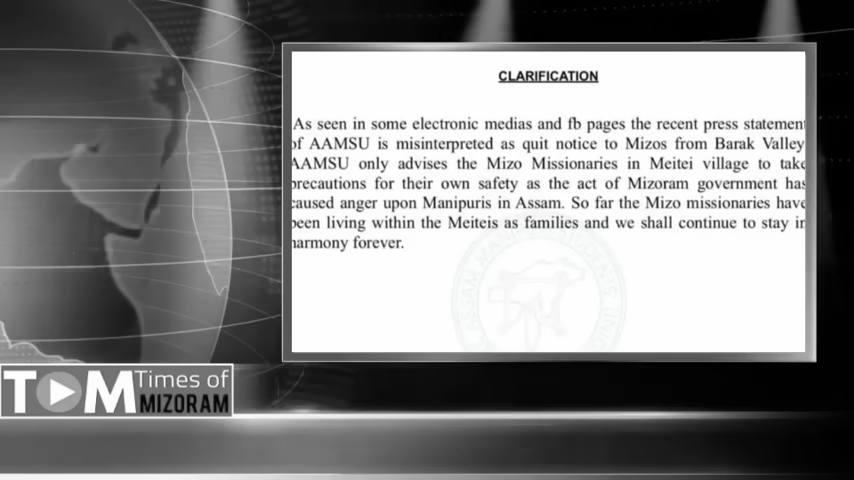 CLARIFICATION
As seen in some electronic medias and fb pages the recent press statement
of AAMSU is misinterpreted as quit notice to Mizos from Barak Valley
AAMSU only advises the Mizo Missionaries in Meitei village to take
precautions for their own safety as the act of Mizoram government has
caused anger upon Manipuris in Assam. So far the Mizo missionaries have
been living within the Meiteis as families and we shall continue to stay in
harmony forever.
TOM Times of
MIZORAM